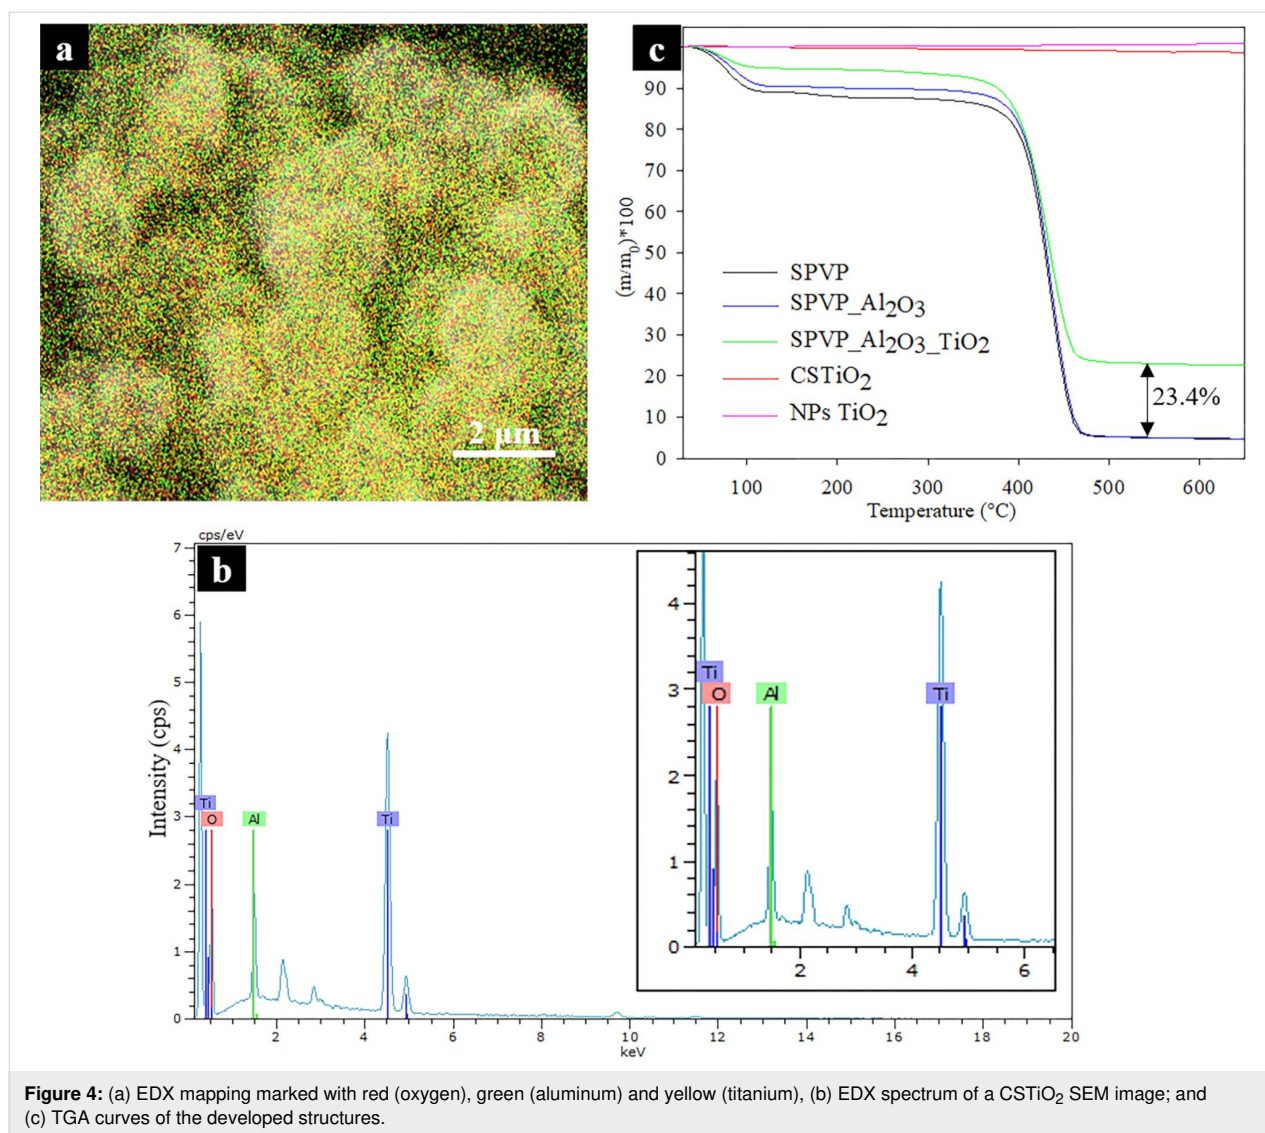 a
2 μm
c
90
80
70
60
50
40
30
20
10
0
(m/m₀)*100
SPVP
SPVP_Al₂O₃
SPVP_Al₂O₃_TiO₂
CSTiO₂
NPs TiO₂
23.4%
100 200 300 400 500 600
Temperature (°C)
b
cps/eV
7
6
5
4
3
2
1
0
Intensity (cps)
Ti
O Al Ti
2 4 6 8 10 12 14 16 18 20
keV
4
3
2
1
0
Ti
O Al Ti
2 4 6
Figure 4: (a) EDX mapping marked with red (oxygen), green (aluminum) and yellow (titanium), (b) EDX spectrum of a CSTiO₂ SEM image; and
(c) TGA curves of the developed structures.